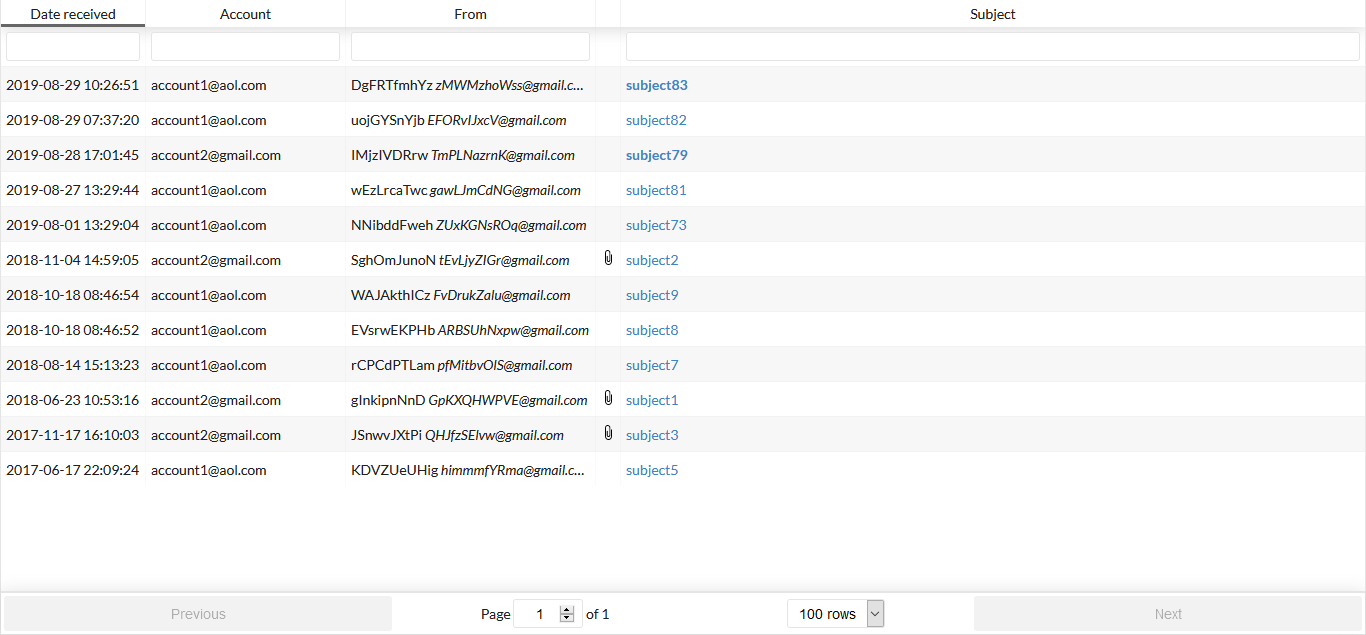 Date received Account From Subject
2019-08-29 10:26:51 account1@aol.com DgFRTfmhYz zMWMzhoWss@gmail.c... subject83
2019-08-29 07:37:20 account1@aol.com uojGYSnYjb EFORvIJxcV@gmail.com subject82
2019-08-28 17:01:45 account2@gmail.com IMjzIVDRrw TmPLNazrnK@gmail.com subject79
2019-08-27 13:29:44 account1@aol.com wEzLrcaTwc gawLJmCdNG@gmail.com subject81
2019-08-01 13:29:04 account1@aol.com NNibddFweh ZUxKGNsROq@gmail.com subject73
2018-11-04 14:59:05 account2@gmail.com SghOmJunoN tEvLjyZIGr@gmail.com subject2
2018-10-18 08:46:54 account1@aol.com WAJAkthICz FvDrukZalu@gmail.com subject9
2018-10-18 08:46:52 account1@aol.com EVsrwEKPHb ARBSUhNxpw@gmail.com subject8
2018-08-14 15:13:23 account1@aol.com rCPCdPTLam pfMitbvOlS@gmail.com subject7
2018-06-23 10:53:16 account2@gmail.com gInkipnNnD GpKXQHWPVE@gmail.com subject1
2017-11-17 16:10:03 account2@gmail.com JSnwvJXtPi QHJfzSElvw@gmail.com subject3
2017-06-17 22:09:24 account1@aol.com KDVZUeUHig himmmfYRma@gmail.c... subject5
Previous Page 1 of 1 100 rows Next